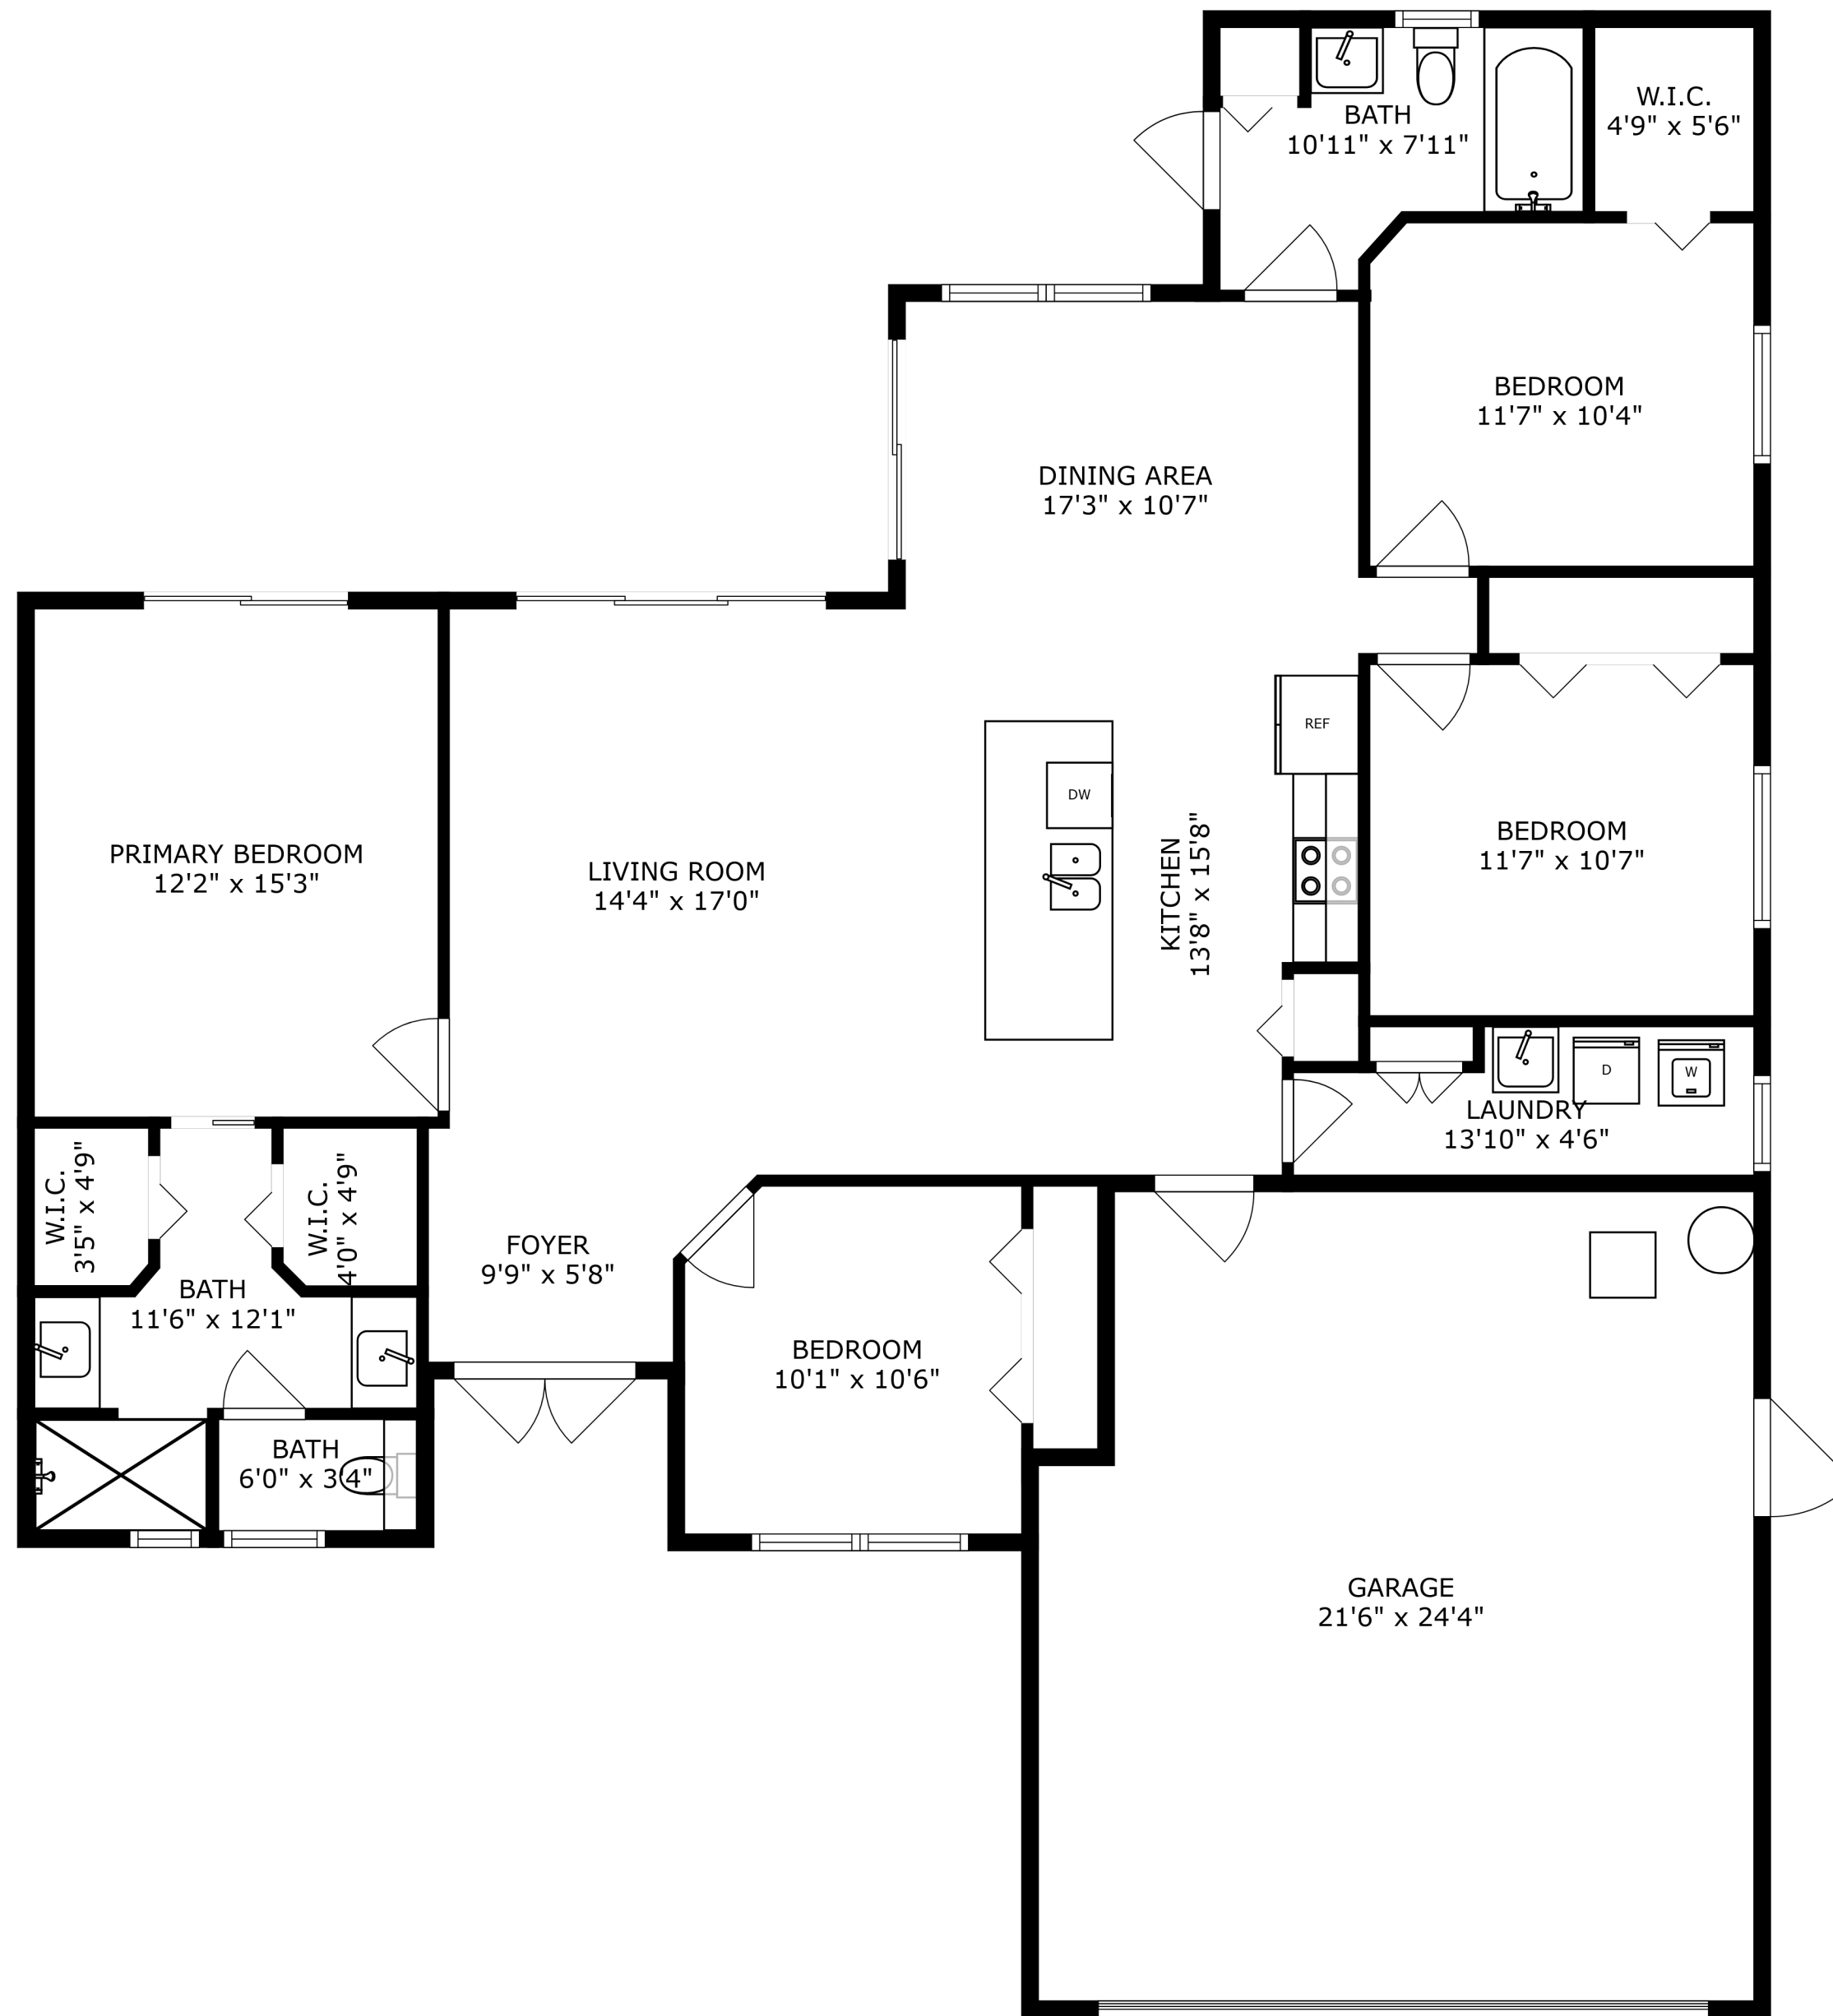 W.I.C.
4'9" x 5'6"
BATH
10'11" x 7'11"
BEDROOM
11'7" x 10'4"
DINING AREA
17'3" x 10'7"
REF
DW
KITCHEN
13'8" x 15'8"
BEDROOM
11'7" x 10'7"
PRIMARY BEDROOM
12'2" x 15'3"
LIVING ROOM
14'4" x 17'0"
D
W
LAUNDRY
13'10" x 4'6"
W.I.C.
3'5" x 4'9"
W.I.C.
4'0" x 4'9"
FOYER
9'9" x 5'8"
BATH
11'6" x 12'1"
BEDROOM
10'1" x 10'6"
BATH
6'0" x 3'4"
GARAGE
21'6" x 24'4"